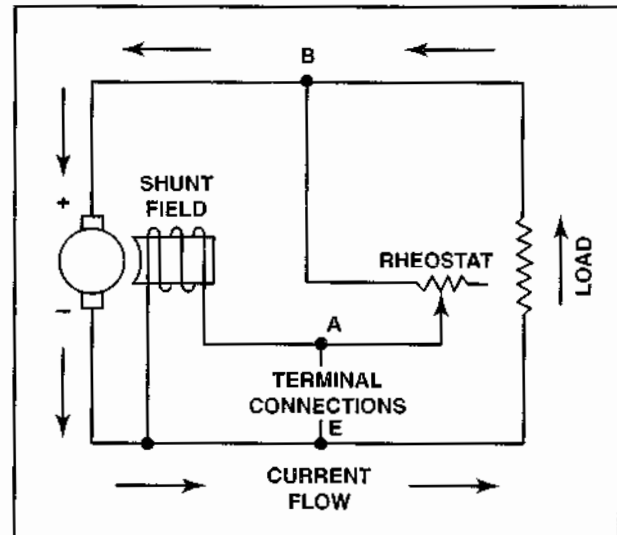 B
+
SHUNT
FIELD
RHEOSTAT
LOAD
–
A
TERMINAL
CONNECTIONS
E
CURRENT
FLOW